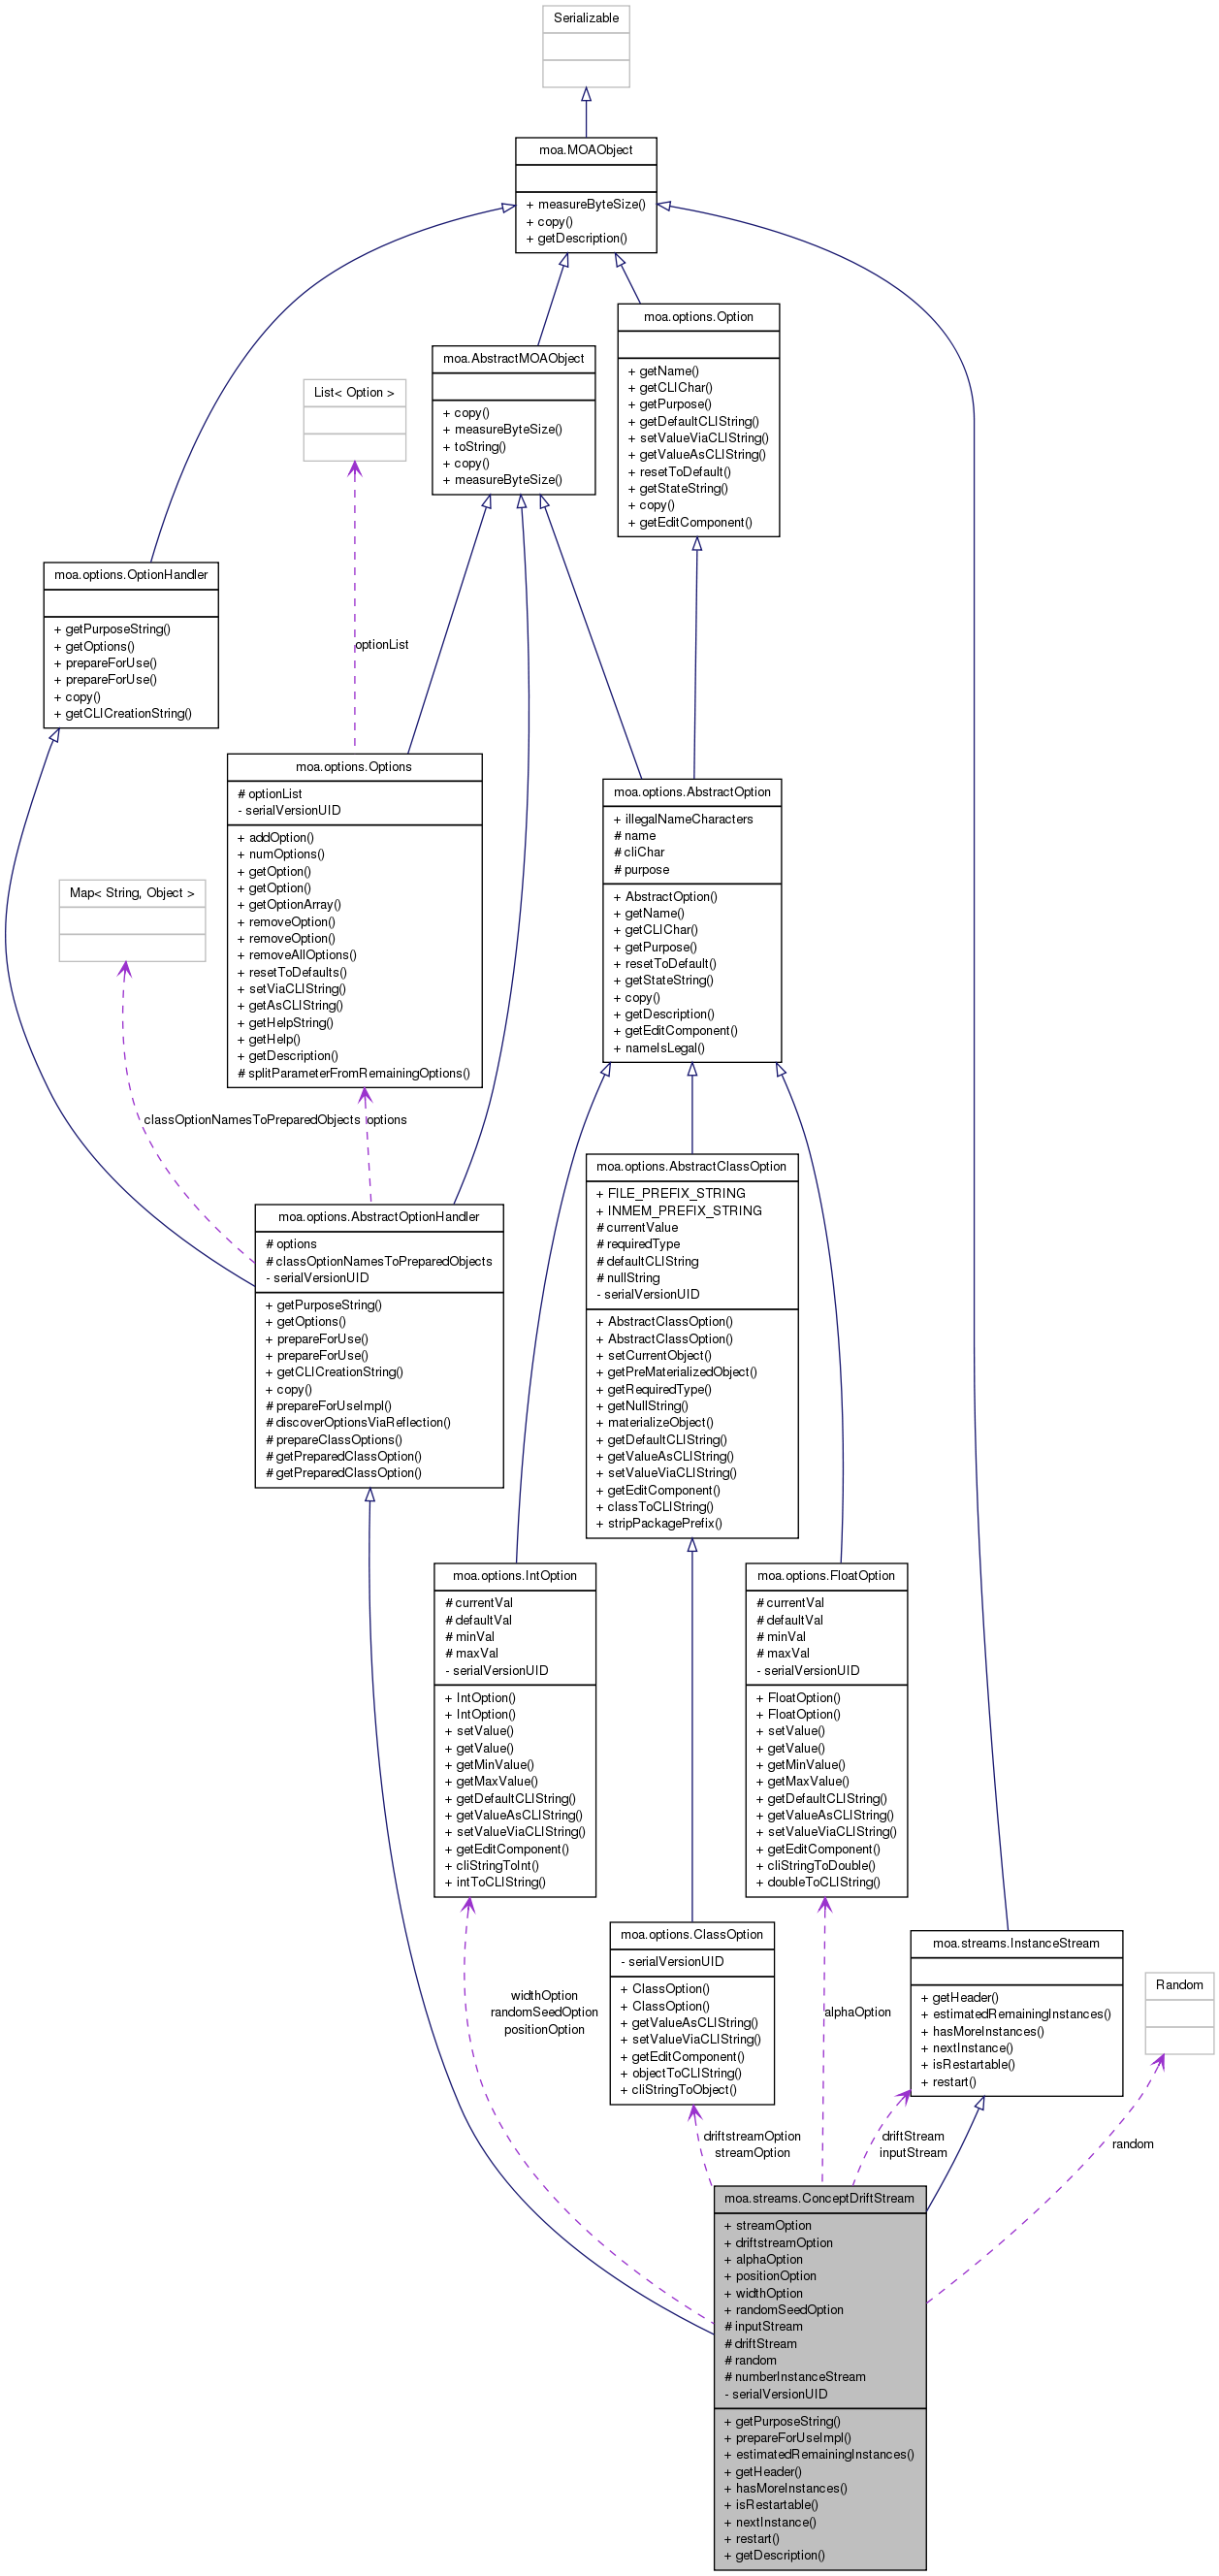 Serializable
moa.MOAObject
+ measureByteSize()
+ copy()
+ getDescription()
moa.options.Option
+ getName()
+ getCLIChar()
+ getPurpose()
+ getDefaultCLIString()
+ setValueViaCLIString()
+ getValueAsCLIString()
+ resetToDefault()
+ getStateString()
+ copy()
+ getEditComponent()
moa.AbstractMOAObject
+ copy()
+ measureByteSize()
+ toString()
+ copy()
+ measureByteSize()
List< Option >
moa.options.OptionHandler
+ getPurposeString()
+ getOptions()
+ prepareForUse()
+ prepareForUse()
+ copy()
+ getCLICreationString()
optionList
moa.options.Options
# optionList
- serialVersionUID
+ addOption()
+ numOptions()
+ getOption()
+ getOption()
+ getOptionArray()
+ removeOption()
+ removeOption()
+ removeAllOptions()
+ resetToDefaults()
+ setViaCLIString()
+ getAsCLIString()
+ getHelpString()
+ getHelp()
+ getDescription()
# splitParameterFromRemainingOptions()
moa.options.AbstractOption
+ illegalNameCharacters
# name
# cliChar
# purpose
+ AbstractOption()
+ getName()
+ getCLIChar()
+ getPurpose()
+ resetToDefault()
+ getStateString()
+ copy()
+ getDescription()
+ getEditComponent()
+ nameIsLegal()
Map< String, Object >
classOptionNamesToPreparedObjects
options
moa.options.AbstractClassOption
+ FILE_PREFIX_STRING
+ INMEM_PREFIX_STRING
# currentValue
# requiredType
# defaultCLIString
# nullString
- serialVersionUID
+ AbstractClassOption()
+ AbstractClassOption()
+ setCurrentObject()
+ getPreMaterializedObject()
+ getRequiredType()
+ getNullString()
+ materializeObject()
+ getDefaultCLIString()
+ getValueAsCLIString()
+ setValueViaCLIString()
+ getEditComponent()
+ classToCLIString()
+ stripPackagePrefix()
moa.options.AbstractOptionHandler
# options
# classOptionNamesToPreparedObjects
- serialVersionUID
+ getPurposeString()
+ getOptions()
+ prepareForUse()
+ prepareForUse()
+ getCLICreationString()
+ copy()
# prepareForUseImpl()
# discoverOptionsViaReflection()
# prepareClassOptions()
# getPreparedClassOption()
# getPreparedClassOption()
moa.options.IntOption
# currentVal
# defaultVal
# minVal
# maxVal
- serialVersionUID
+ IntOption()
+ IntOption()
+ setValue()
+ getValue()
+ getMinValue()
+ getMaxValue()
+ getDefaultCLIString()
+ getValueAsCLIString()
+ setValueViaCLIString()
+ getEditComponent()
+ cliStringToInt()
+ intToCLIString()
moa.options.FloatOption
# currentVal
# defaultVal
# minVal
# maxVal
- serialVersionUID
+ FloatOption()
+ FloatOption()
+ setValue()
+ getValue()
+ getMinValue()
+ getMaxValue()
+ getDefaultCLIString()
+ getValueAsCLIString()
+ setValueViaCLIString()
+ getEditComponent()
+ cliStringToDouble()
+ doubleToCLIString()
moa.options.ClassOption
- serialVersionUID
+ ClassOption()
+ ClassOption()
+ getValueAsCLIString()
+ setValueViaCLIString()
+ getEditComponent()
+ objectToCLIString()
+ cliStringToObject()
moa.streams.InstanceStream
+ getHeader()
+ estimatedRemainingInstances()
+ hasMoreInstances()
+ nextInstance()
+ isRestartable()
+ restart()
Random
widthOption
randomSeedOption
positionOption
alphaOption
driftstreamOption
streamOption
driftStream
inputStream
random
moa.streams.ConceptDriftStream
+ streamOption
+ driftstreamOption
+ alphaOption
+ positionOption
+ widthOption
+ randomSeedOption
# inputStream
# driftStream
# random
# numberInstanceStream
- serialVersionUID
+ getPurposeString()
+ prepareForUseImpl()
+ estimatedRemainingInstances()
+ getHeader()
+ hasMoreInstances()
+ isRestartable()
+ nextInstance()
+ restart()
+ getDescription()